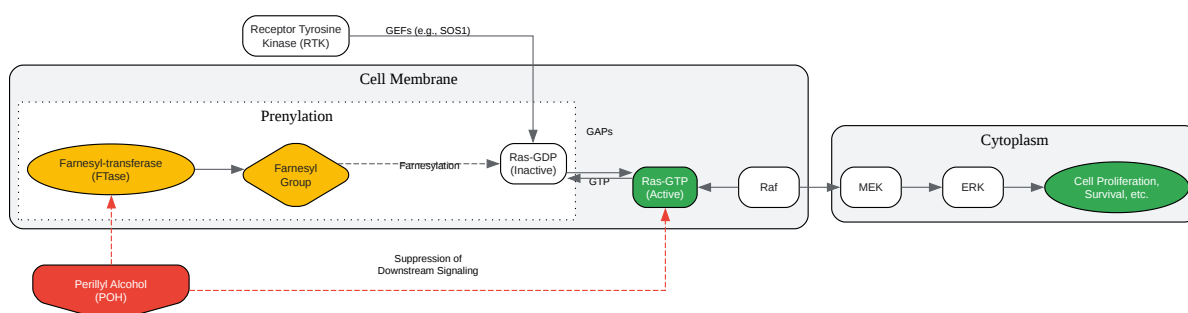 Receptor Tyrosine
Kinase (RTK)
GEFs (e.g., SOS1)
Cell Membrane
Prenylation
Farnesyl-transferase
(FTase)
Farnesyl
Group
Farnesylation
Ras-GDP
(Inactive)
GAPs
GTP
Ras-GTP
(Active)
Raf
Cytoplasm
MEK
ERK
Cell Proliferation,
Survival, etc.
Perillyl Alcohol
(POH)
Suppression of
Downstream Signaling